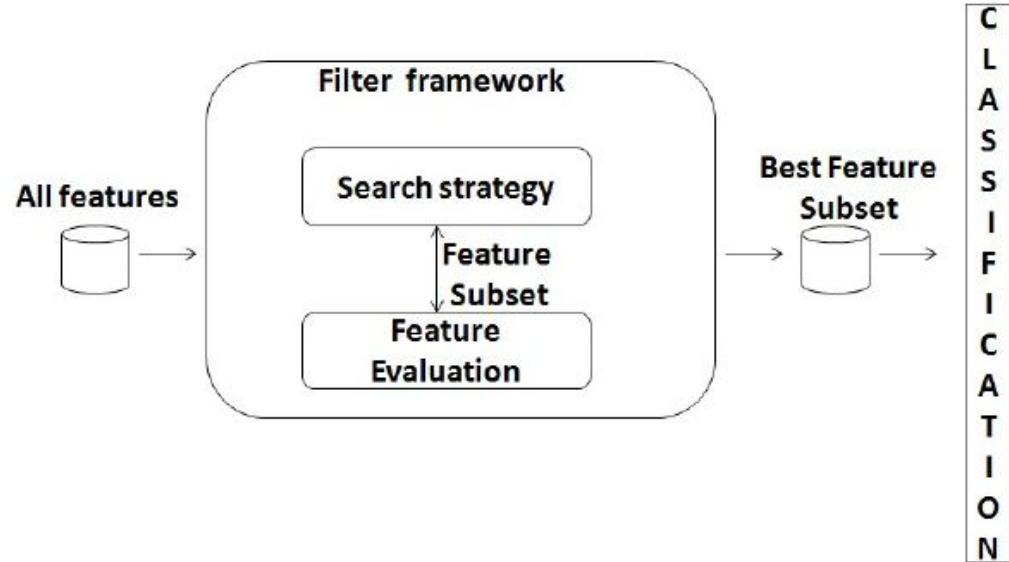 Filter framework
All features
Search strategy
Feature
Subset
Feature
Evaluation
Best Feature
Subset
C
L
A
S
S
I
F
I
C
A
T
I
O
N